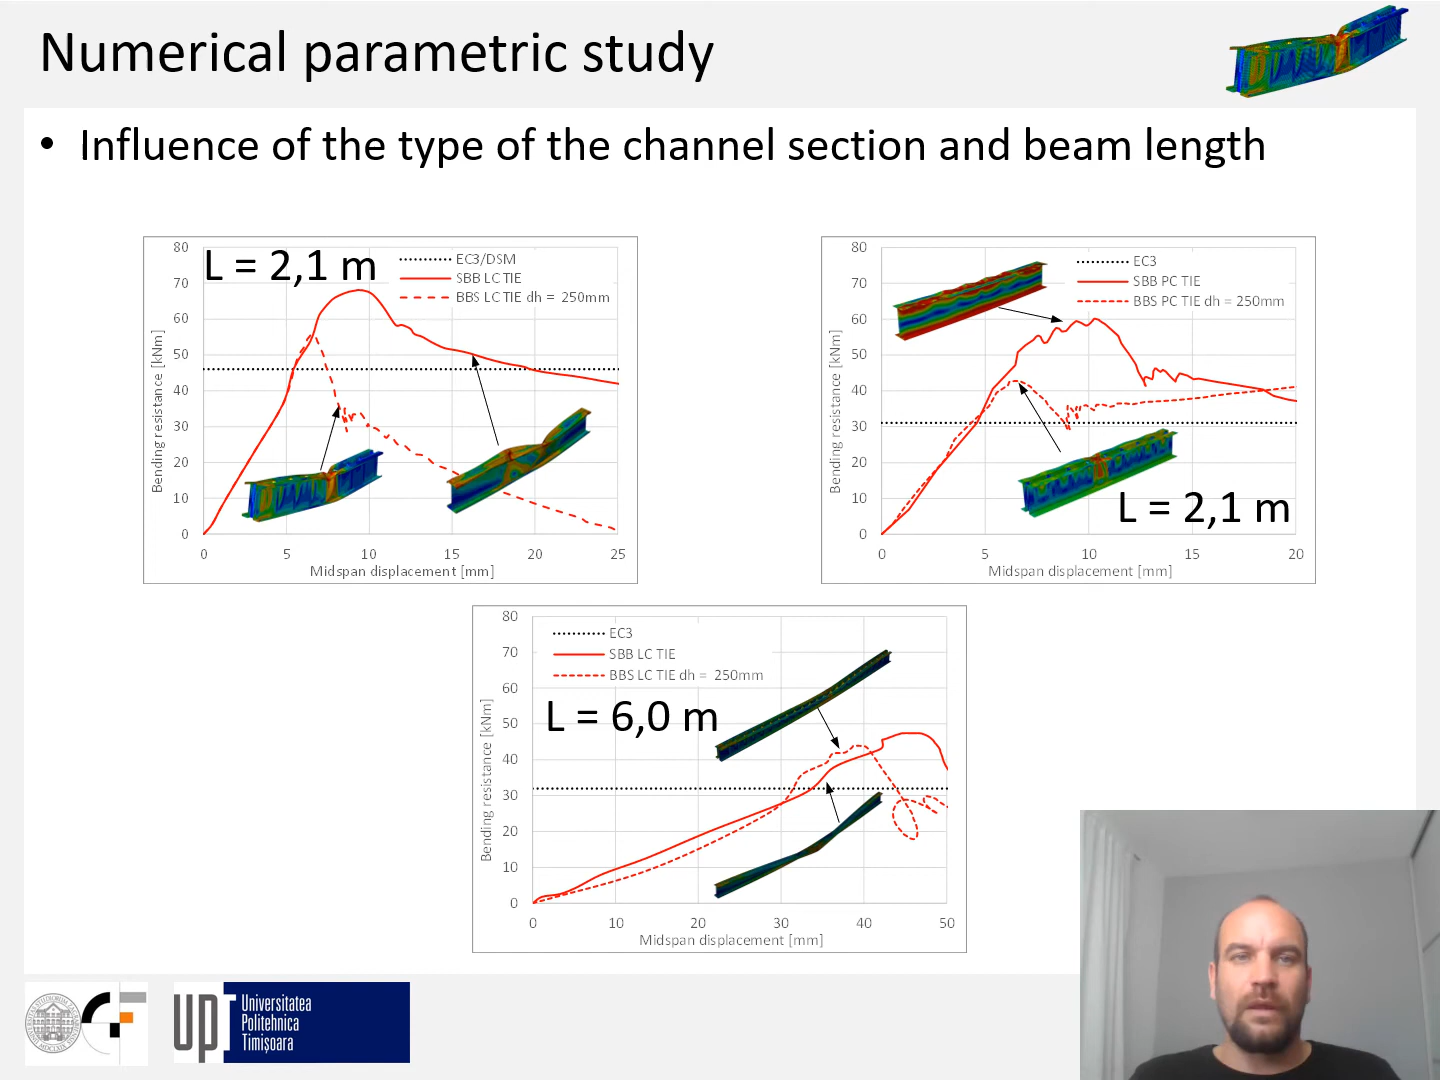 Numerical parametric study
• Influence of the type of the channel section and beam length
L = 2,1 m
EC3/DSM
SBB LC TIE
BBS LC TIE dh = 250mm
Bending resistance [kNm]
80
70
60
50
40
30
20
10
0
0 5 10 15 20 25
Midspan displacement [mm]
EC3
SBB PC TIE
BBS PC TIE dh = 250mm
L = 2,1 m
Bending resistance [kNm]
80
70
60
50
40
30
20
10
0
0 5 10 15 20
Midspan displacement [mm]
EC3
SBB LC TIE
BBS LC TIE dh = 250mm
L = 6,0 m
Bending resistance [kNm]
80
70
60
50
40
30
20
10
0
0 10 20 30 40 50
Midspan displacement [mm]
UPT
Universitatea
Politehnica
Timișoara